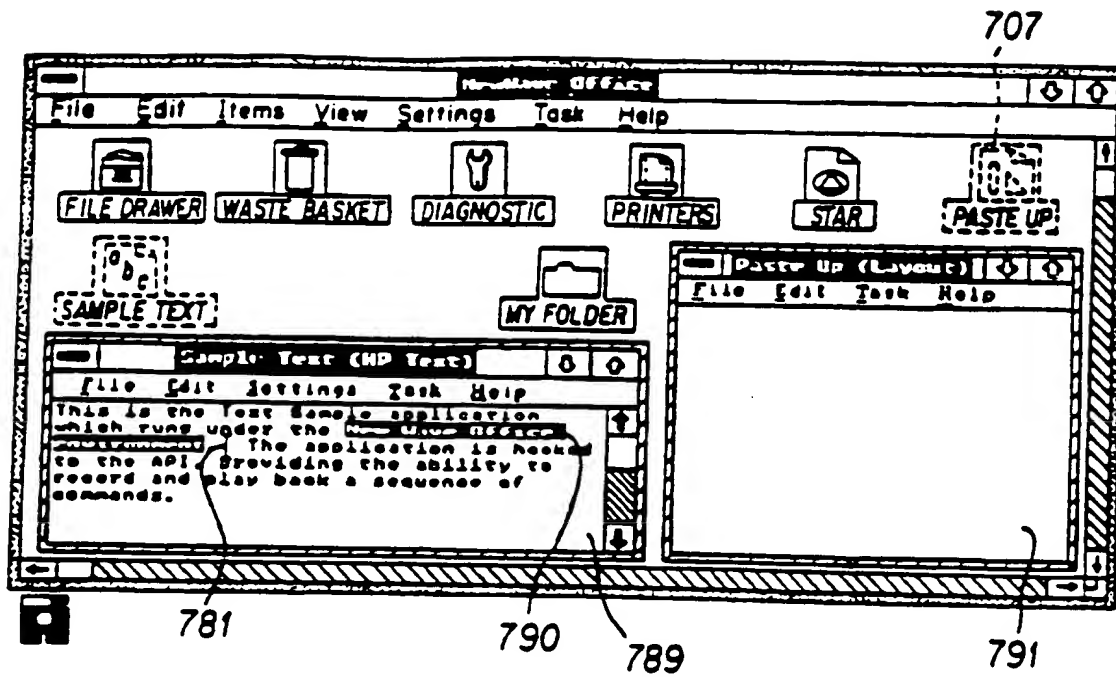 707
NewWave Office
File Edit Items View Settings Task Help
FILE DRAWER WASTE BASKET DIAGNOSTIC PRINTERS STAR PASTE UP
abc
SAMPLE TEXT MY FOLDER
Paste Up (Layout)
File Edit Task Help
Sample Text (HP Text)
File Edit Settings Task Help
This is the Text Sample application
which runs under the New Wave Office
environment. The application is hooked
to the API, providing the ability to
record and play back a sequence of
commands.
781 790 789 791